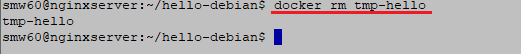 smw60@nginxserver:~/hello-debian$ docker rm tmp-hello
tmp-hello
smw60@nginxserver:~/hello-debian$